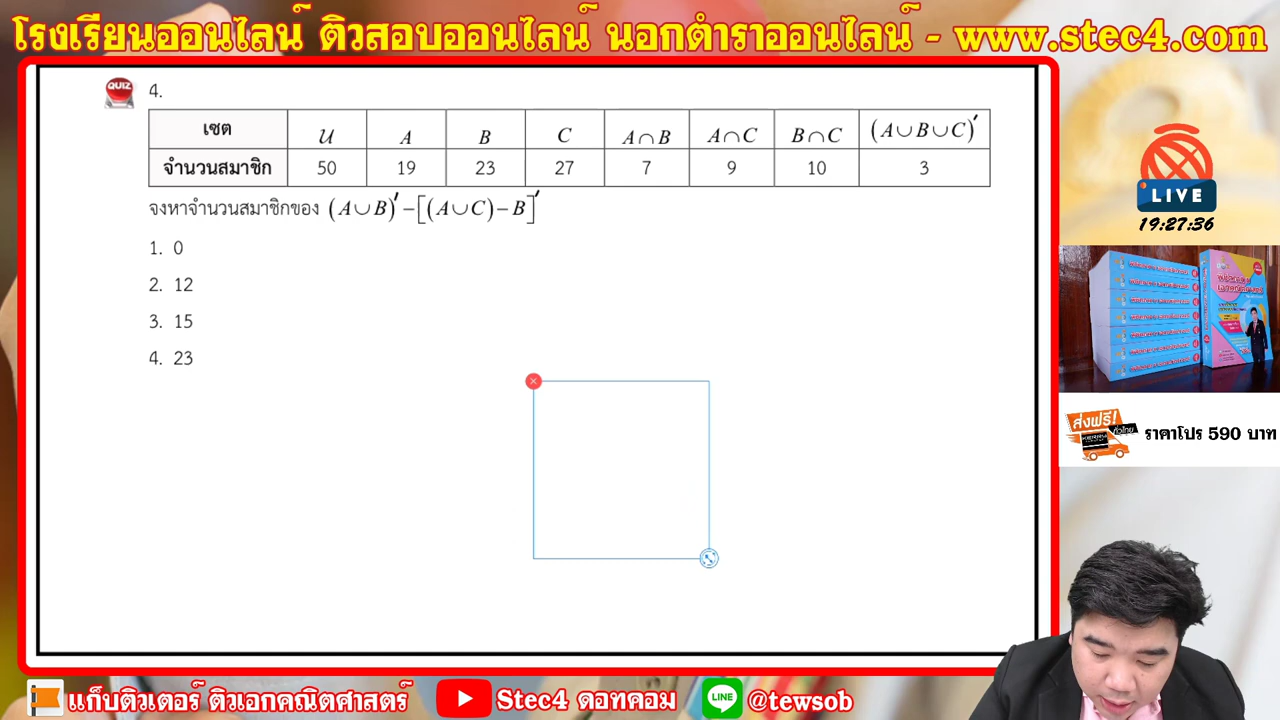 โรงเรียนออนไลน์ ติวสอบออนไลน์ นอกตำราออนไลน์ - www.stec4.com
QUIZ
4.
เซต 𝒰 A B C A∩B A∩C B∩C (A∪B∪C)′
จำนวนสมาชิก 50 19 23 27 7 9 10 3
จงหาจำนวนสมาชิกของ (A∪B)′−[(A∪C)−B]′
1. 0
2. 12
3. 15
4. 23
LIVE
19:27:36
ส่งฟรี!
ทั่วไทย
KERRY
ราคาโปร 590 บาท
แก๊บติวเตอร์ ติวเอกคณิตศาสตร์
Stec4 ดอทคอม
LINE
@tewsob